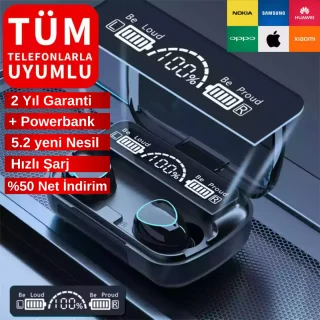 TÜM
TELEFONLARLA
UYUMLU
NOKIA
SAMSUNG
HUAWEI
oppo
xiaomi
2 Yıl Garanti
+ Powerbank
5.2 yeni Nesil
Hızlı Şarj
%50 Net İndirim
Be Loud
L
100%
Be Proud
R
Be Loud
L
100%
Be Proud
R
Be Loud
L
100%
Be Proud
R